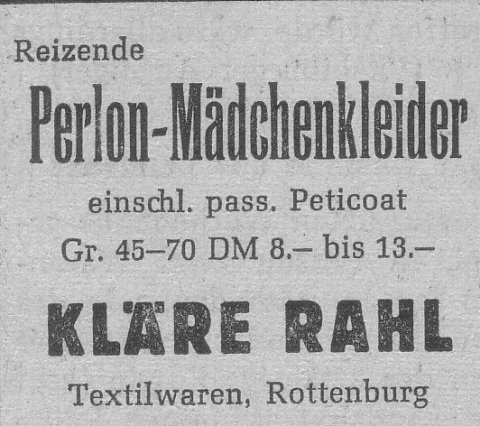 Reizende
Perlon-Mädchenkleider
einschl. pass. Peticoat
Gr. 45–70 DM 8.– bis 13.–
KLÄRE RAHL
Textilwaren, Rottenburg